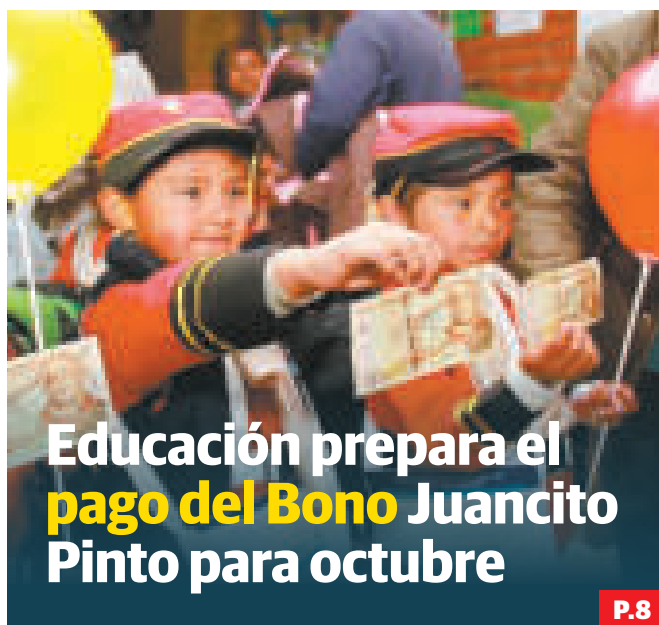 Educación prepara el
pago del Bono Juancito
Pinto para octubre
P.8